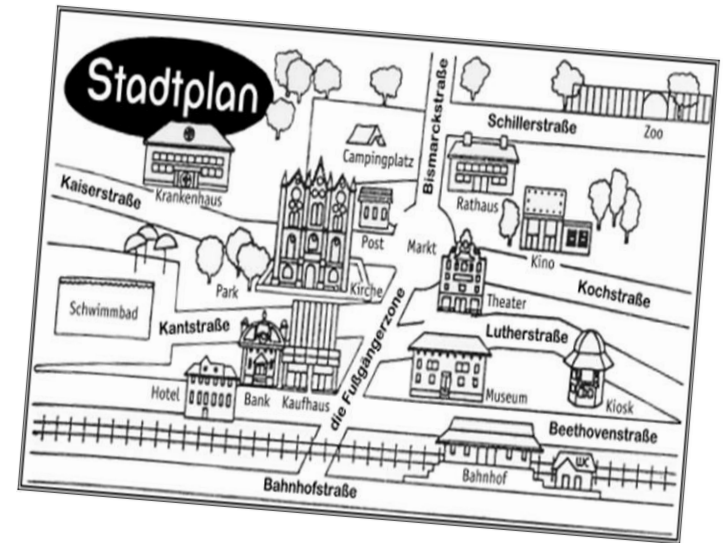 Stadtplan
Bismarckstraße
Schillerstraße
Zoo
Campingplatz
Krankenhaus
Kaiserstraße
Rathaus
Post
Markt
Kino
Kochstraße
Park
Kirche
Theater
Schwimmbad
Kantstraße
die Fußgängerzone
Lutherstraße
Hotel
Bank
Kaufhaus
Museum
Kiosk
Beethovenstraße
WC
Bahnhof
Bahnhofstraße